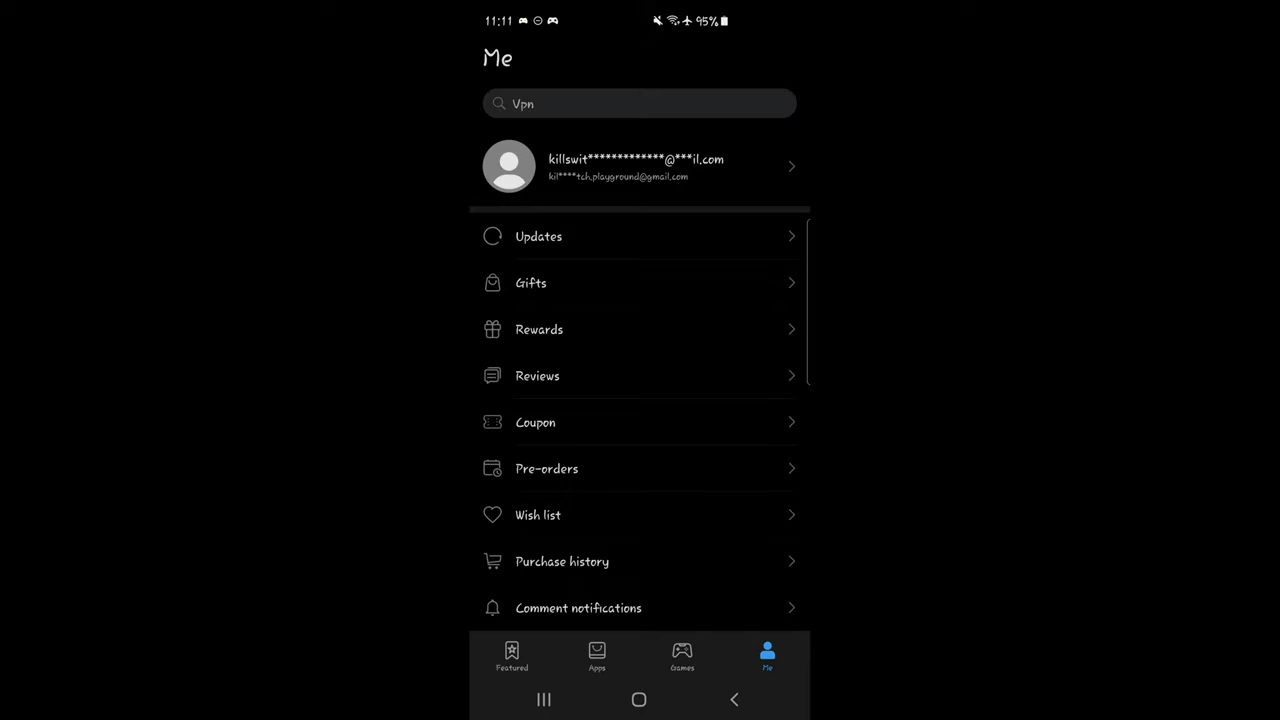 11:11 95%
Me
Vpn
killswit*************@***il.com
kil****tch.playground@gmail.com
Updates
Gifts
Rewards
Reviews
Coupon
Pre-orders
Wish list
Purchase history
Comment notifications
Featured Apps Games Me